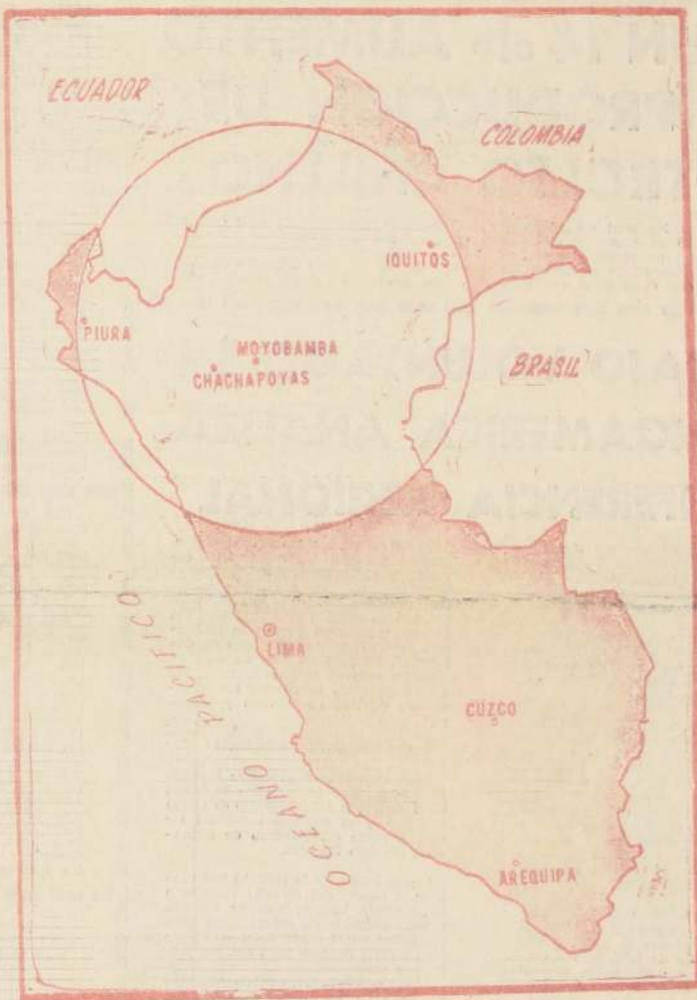 ECUADOR
COLOMBIA
IQUITOS
PIURA
MOYOBAMBA
CHACHAPOYAS
BRASIL
OCEANO PACIFICO
LIMA
CUZCO
AREQUIPA